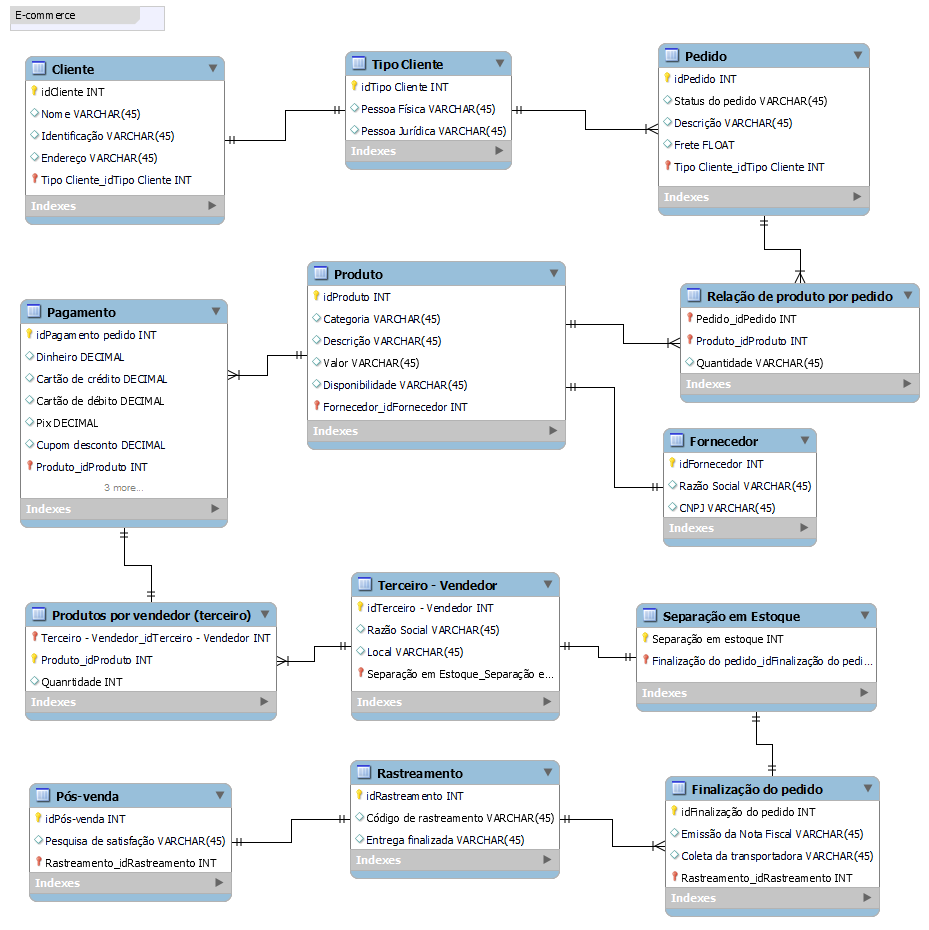 E-commerce
Cliente
idCliente INT
Nome VARCHAR(45)
Identificação VARCHAR(45)
Endereço VARCHAR(45)
Tipo Cliente_idTipo Cliente INT
Indexes
Tipo Cliente
idTipo Cliente INT
Pessoa Física VARCHAR(45)
Pessoa Jurídica VARCHAR(45)
Indexes
Pedido
idPedido INT
Status do pedido VARCHAR(45)
Descrição VARCHAR(45)
Frete FLOAT
Tipo Cliente_idTipo Cliente INT
Indexes
Pagamento
idPagamento pedido INT
Dinheiro DECIMAL
Cartão de crédito DECIMAL
Cartão de débito DECIMAL
Pix DECIMAL
Cupom desconto DECIMAL
Produto_idProduto INT
3 more...
Indexes
Produto
idProduto INT
Categoria VARCHAR(45)
Descrição VARCHAR(45)
Valor VARCHAR(45)
Disponibilidade VARCHAR(45)
Fornecedor_idFornecedor INT
Indexes
Relação de produto por pedido
Pedido_idPedido INT
Produto_idProduto INT
Quantidade VARCHAR(45)
Indexes
Fornecedor
idFornecedor INT
Razão Social VARCHAR(45)
CNPJ VARCHAR(45)
Indexes
Produtos por vendedor (terceiro)
Terceiro - Vendedor_idTerceiro - Vendedor INT
Produto_idProduto INT
Quanrtidade INT
Indexes
Terceiro - Vendedor
idTerceiro - Vendedor INT
Razão Social VARCHAR(45)
Local VARCHAR(45)
Separação em Estoque_Separação e...
Indexes
Separação em Estoque
Separação em estoque INT
Finalização do pedido_idFinalização do pedi...
Indexes
Pós-venda
idPós-venda INT
Pesquisa de satisfação VARCHAR(45)
Rastreamento_idRastreamento INT
Indexes
Rastreamento
idRastreamento INT
Código de rastreamento VARCHAR(45)
Entrega finalizada VARCHAR(45)
Indexes
Finalização do pedido
idFinalização do pedido INT
Emissão da Nota Fiscal VARCHAR(45)
Coleta da transportadora VARCHAR(45)
Rastreamento_idRastreamento INT
Indexes